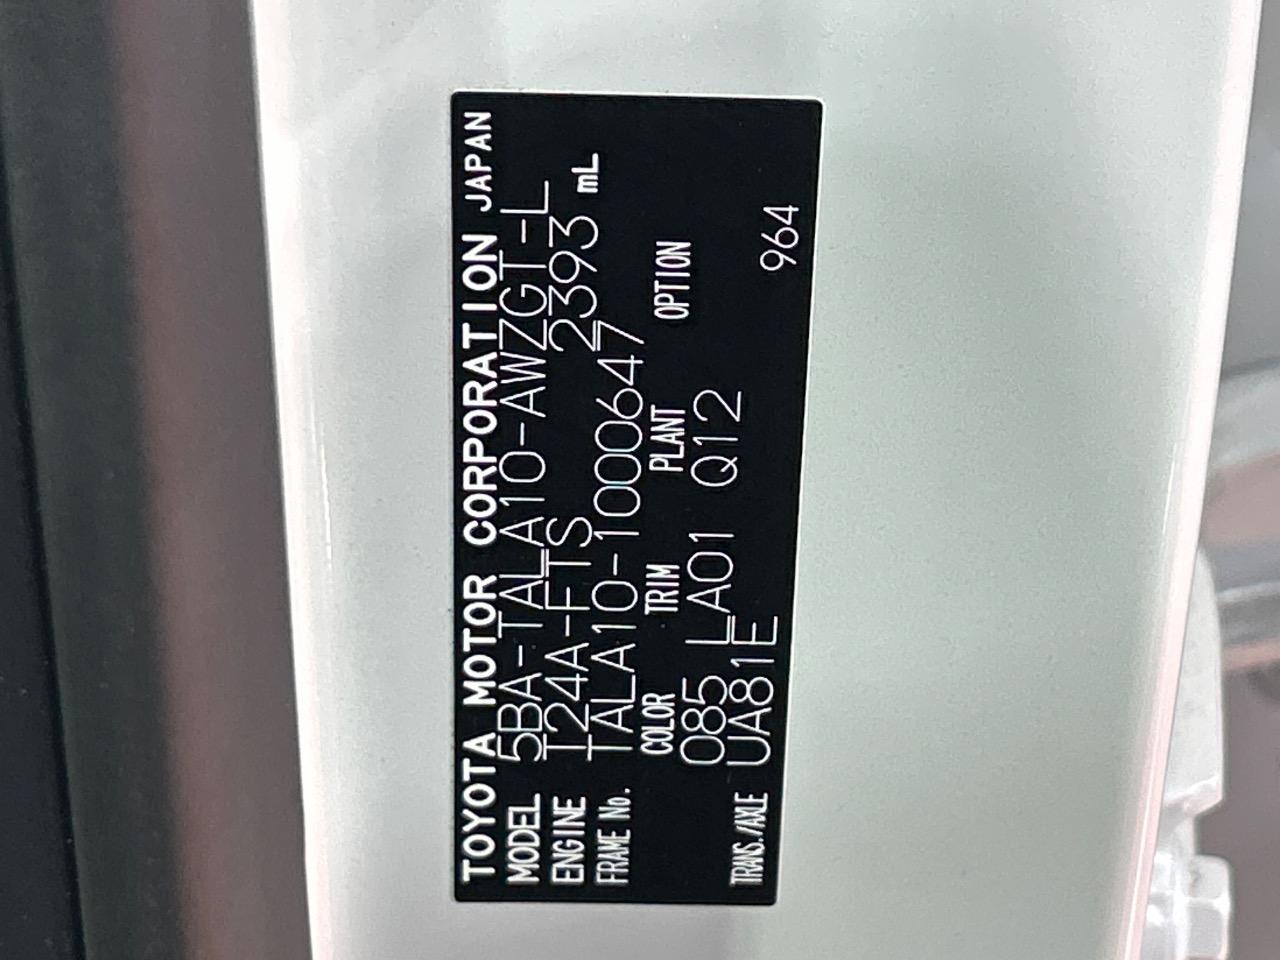 TOYOTA MOTOR CORPORATION JAPAN
MODEL 5BA-TALA10-AWZGT-L
ENGINE T24A-FTS 2393 mL
FRAME No. TALA10-1000647
COLOR TRIM PLANT OPTION
085 LA01 Q12
TRANS./AXLE UA81E 964